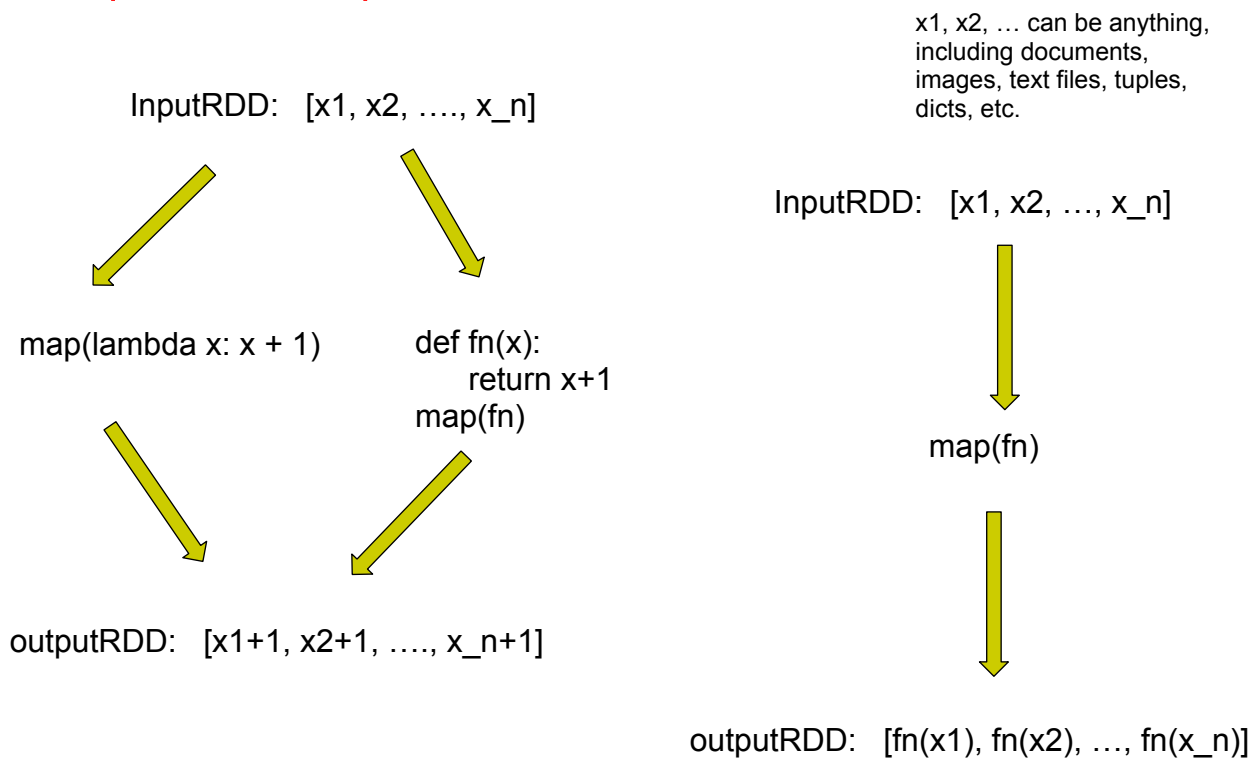 InputRDD: [x1, x2, …., x_n]
map(lambda x: x + 1)
def fn(x):
return x+1
map(fn)
outputRDD: [x1+1, x2+1, …., x_n+1]
x1, x2, … can be anything,
including documents,
images, text files, tuples,
dicts, etc.
InputRDD: [x1, x2, …, x_n]
map(fn)
outputRDD: [fn(x1), fn(x2), …, fn(x_n)]